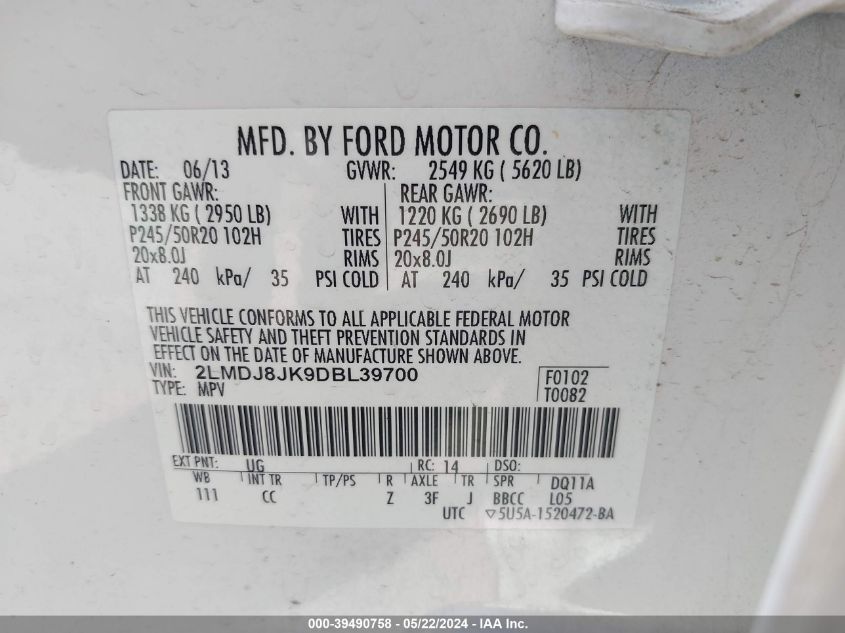 MFD. BY FORD MOTOR CO.
DATE: 06/13 GVWR: 2549 KG ( 5620 LB)
FRONT GAWR: REAR GAWR:
1338 KG ( 2950 LB) WITH 1220 KG ( 2690 LB) WITH
P245/50R20 102H TIRES P245/50R20 102H TIRES
20x8.0J RIMS 20x8.0J RIMS
AT 240 kPa/ 35 PSI COLD AT 240 kPa/ 35 PSI COLD
THIS VEHICLE CONFORMS TO ALL APPLICABLE FEDERAL MOTOR
VEHICLE SAFETY AND THEFT PREVENTION STANDARDS IN
EFFECT ON THE DATE OF MANUFACTURE SHOWN ABOVE.
VIN: 2LMDJ8JK9DBL39700 F0102
TYPE: MPV T0082
EXT PNT: UG RC: 14 DSO:
WB INT TR TP/PS R AXLE TR SPR DQ11A
111 CC Z 3F J BBCC L05
UTC ▽5U5A-1520472-BA
000-39490758 - 05/22/2024 - IAA Inc.